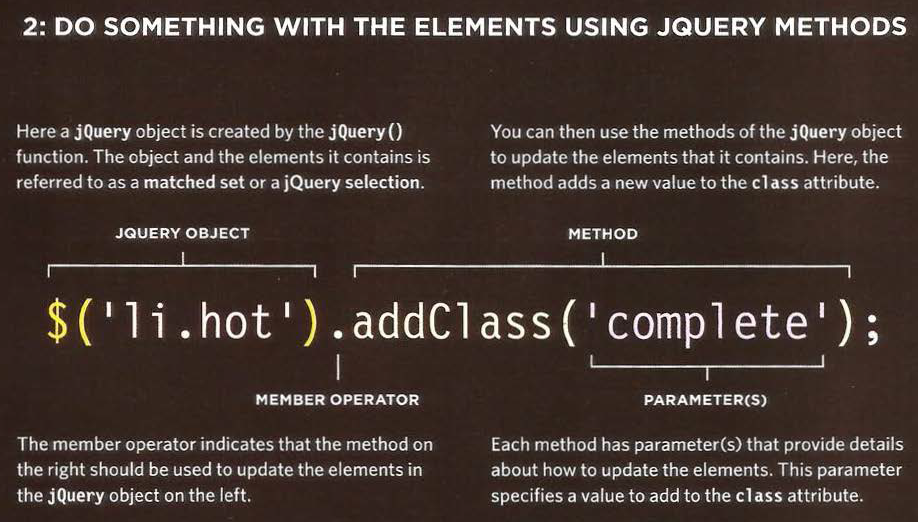 2: DO SOMETHING WITH THE ELEMENTS USING JQUERY METHODS
Here a jQuery object is created by the jQuery()
function. The object and the elements it contains is
referred to as a matched set or a jQuery selection.
You can then use the methods of the jQuery object
to update the elements that it contains. Here, the
method adds a new value to the class attribute.
JQUERY OBJECT
METHOD
$('li.hot').addClass('complete');
MEMBER OPERATOR
PARAMETER(S)
The member operator indicates that the method on
the right should be used to update the elements in
the jQuery object on the left.
Each method has parameter(s) that provide details
about how to update the elements. This parameter
specifies a value to add to the class attribute.